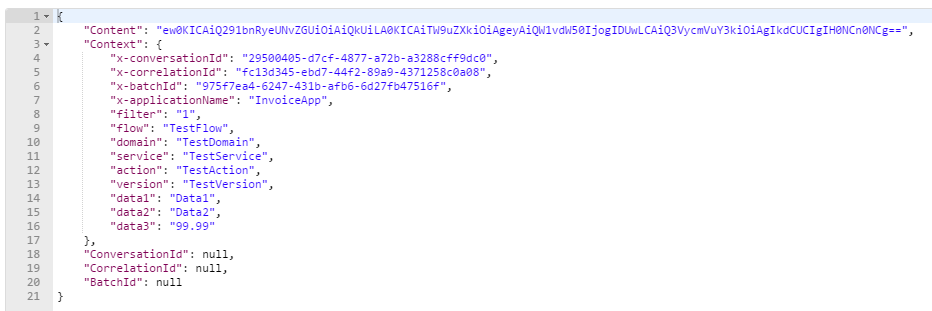 1 {
2 "Content": "ew0KICAiQ291bnRyeUNvZGUiOiAiQkUiLA0KICAiTW9uZXkiOiAgeyAiQW1vdW50IjogIDUwLCAiQ3VycmVuY3kiOiAgIkdCUCIgIH0NCn0NCg==",
3 "Context": {
4 "x-conversationId": "29500405-d7cf-4877-a72b-a3288cff9dc0",
5 "x-correlationId": "fc13d345-ebd7-44f2-89a9-4371258c0a08",
6 "x-batchId": "975f7ea4-6247-431b-afb6-6d27fb47516f",
7 "x-applicationName": "InvoiceApp",
8 "filter": "1",
9 "flow": "TestFlow",
10 "domain": "TestDomain",
11 "service": "TestService",
12 "action": "TestAction",
13 "version": "TestVersion",
14 "data1": "Data1",
15 "data2": "Data2",
16 "data3": "99.99"
17 },
18 "ConversationId": null,
19 "CorrelationId": null,
20 "BatchId": null
21 }